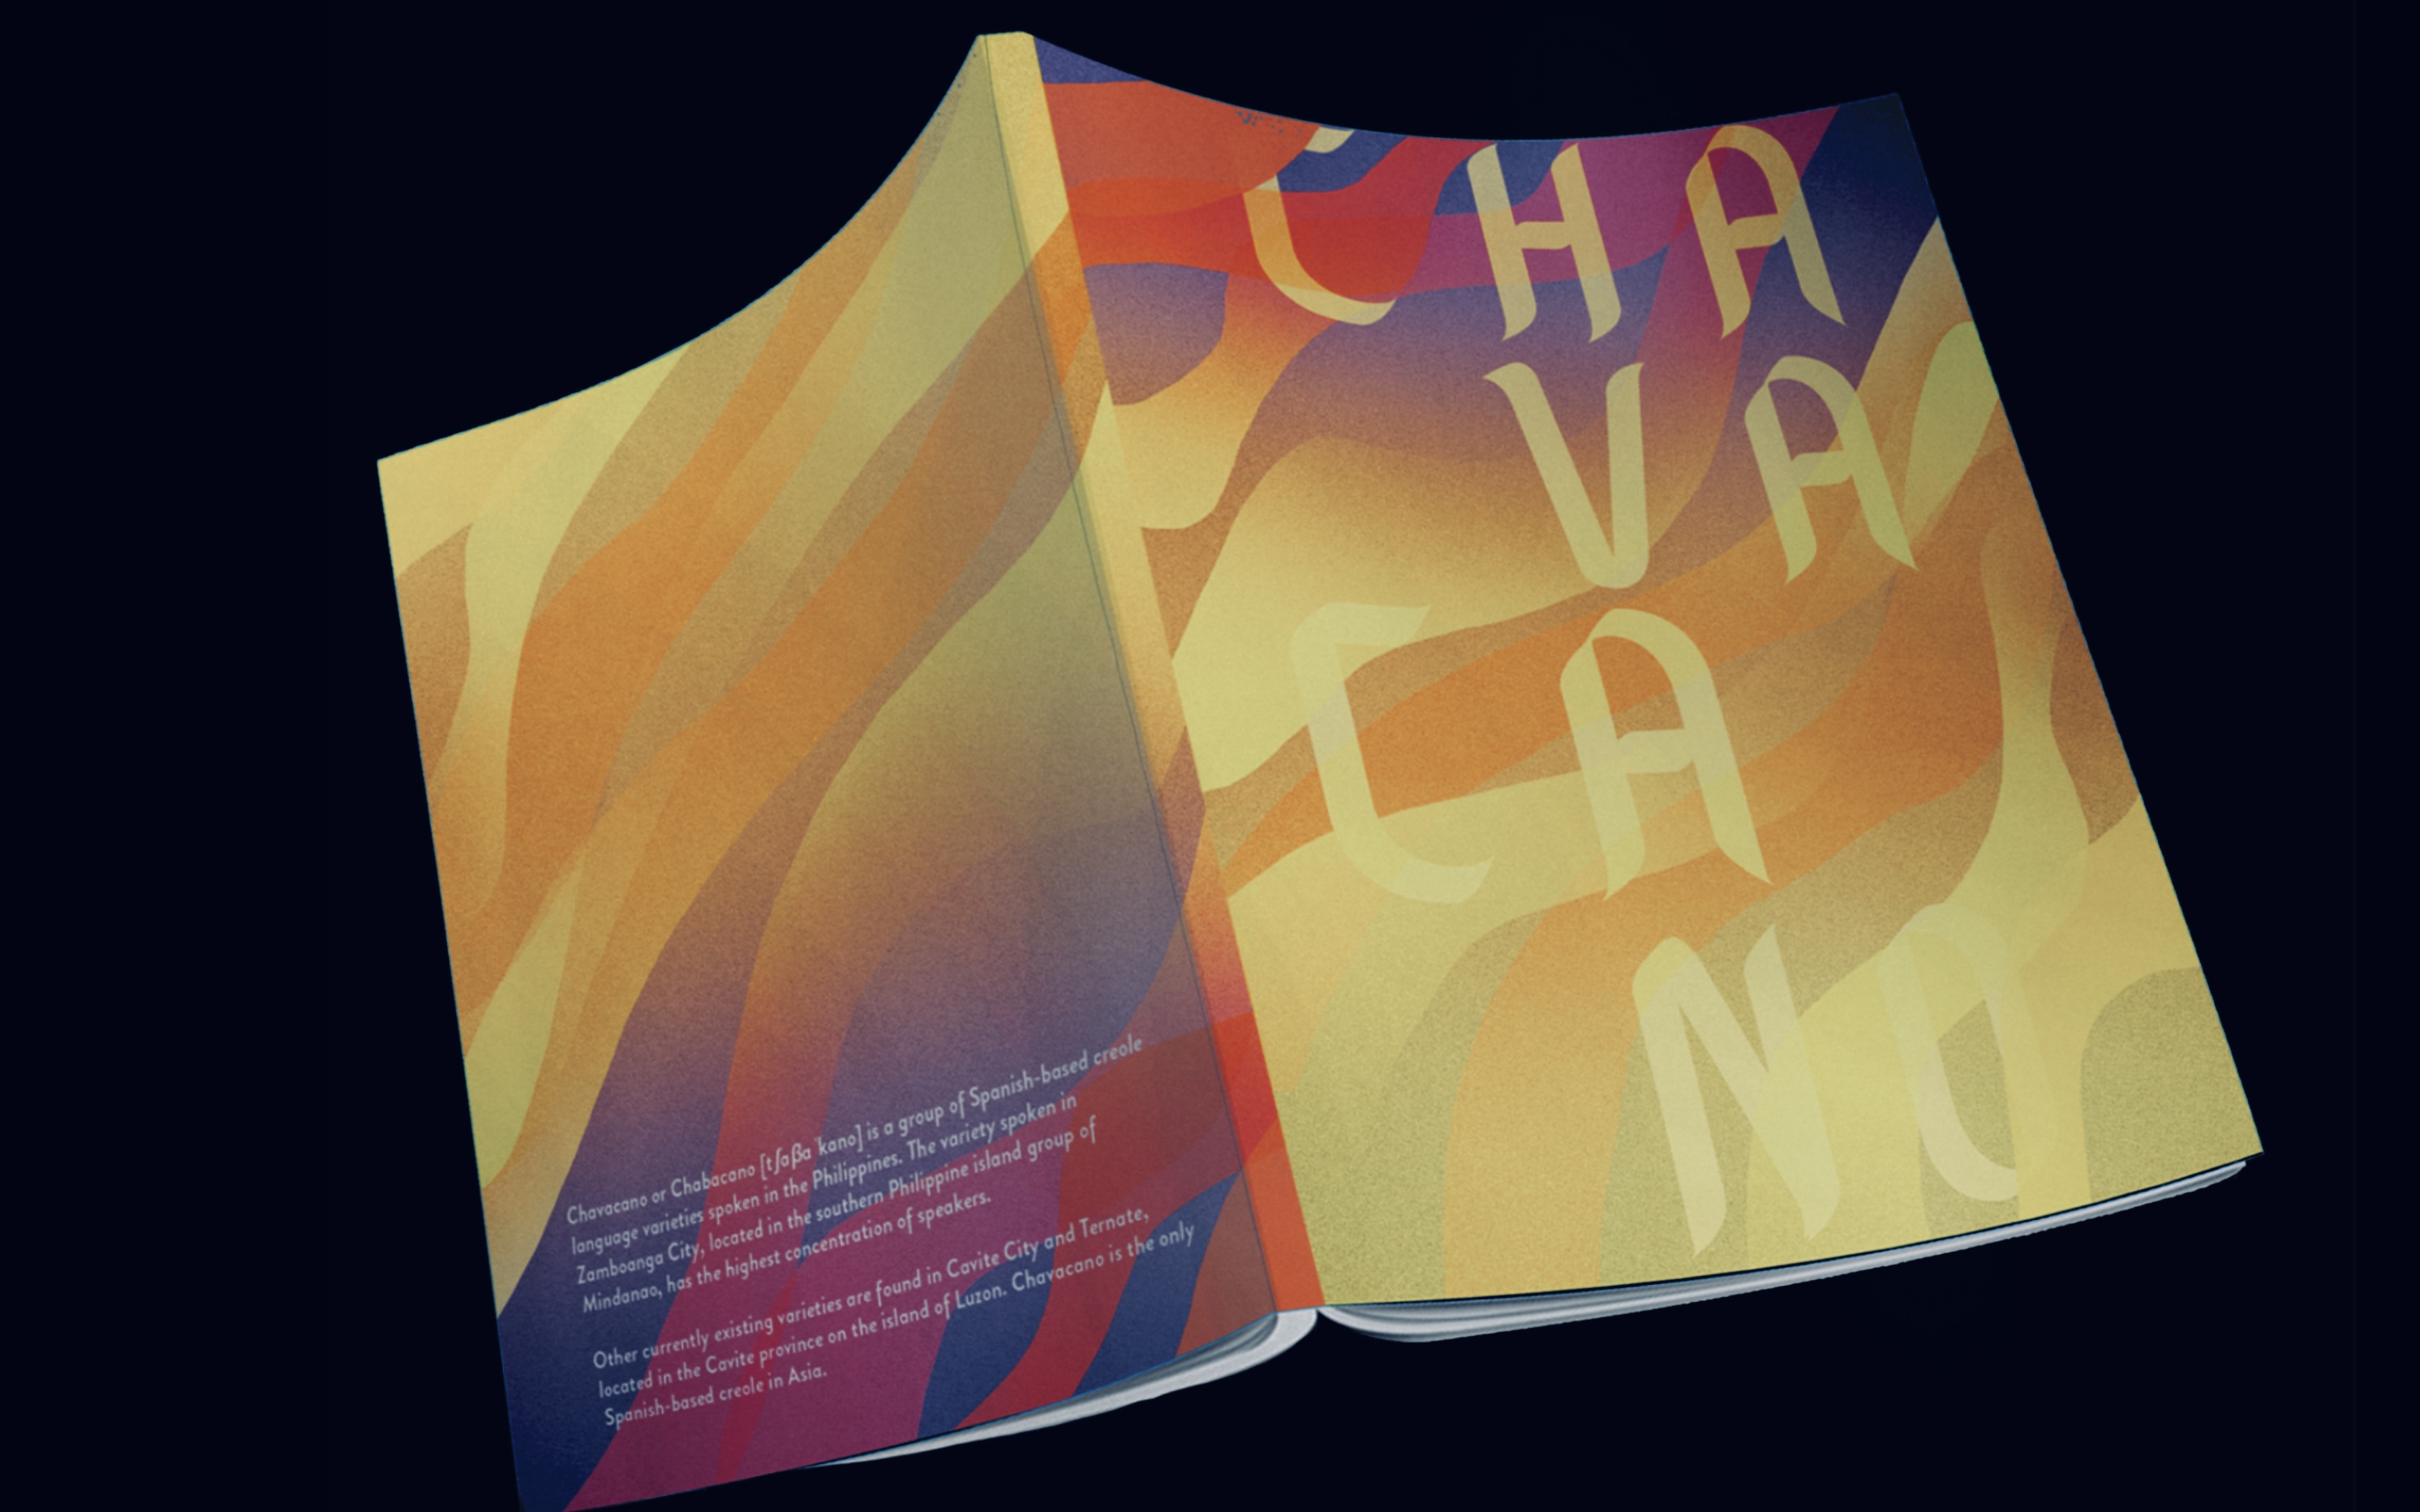 CHA
VA
CA
NO
Chavacano or Chabacano [tʃaβa ˈkano] is a group of Spanish-based creole
language varieties spoken in the Philippines. The variety spoken in
Zamboanga City, located in the southern Philippine island group of
Mindanao, has the highest concentration of speakers.
Other currently existing varieties are found in Cavite City and Ternate,
located in the Cavite province on the island of Luzon. Chavacano is the only
Spanish-based creole in Asia.